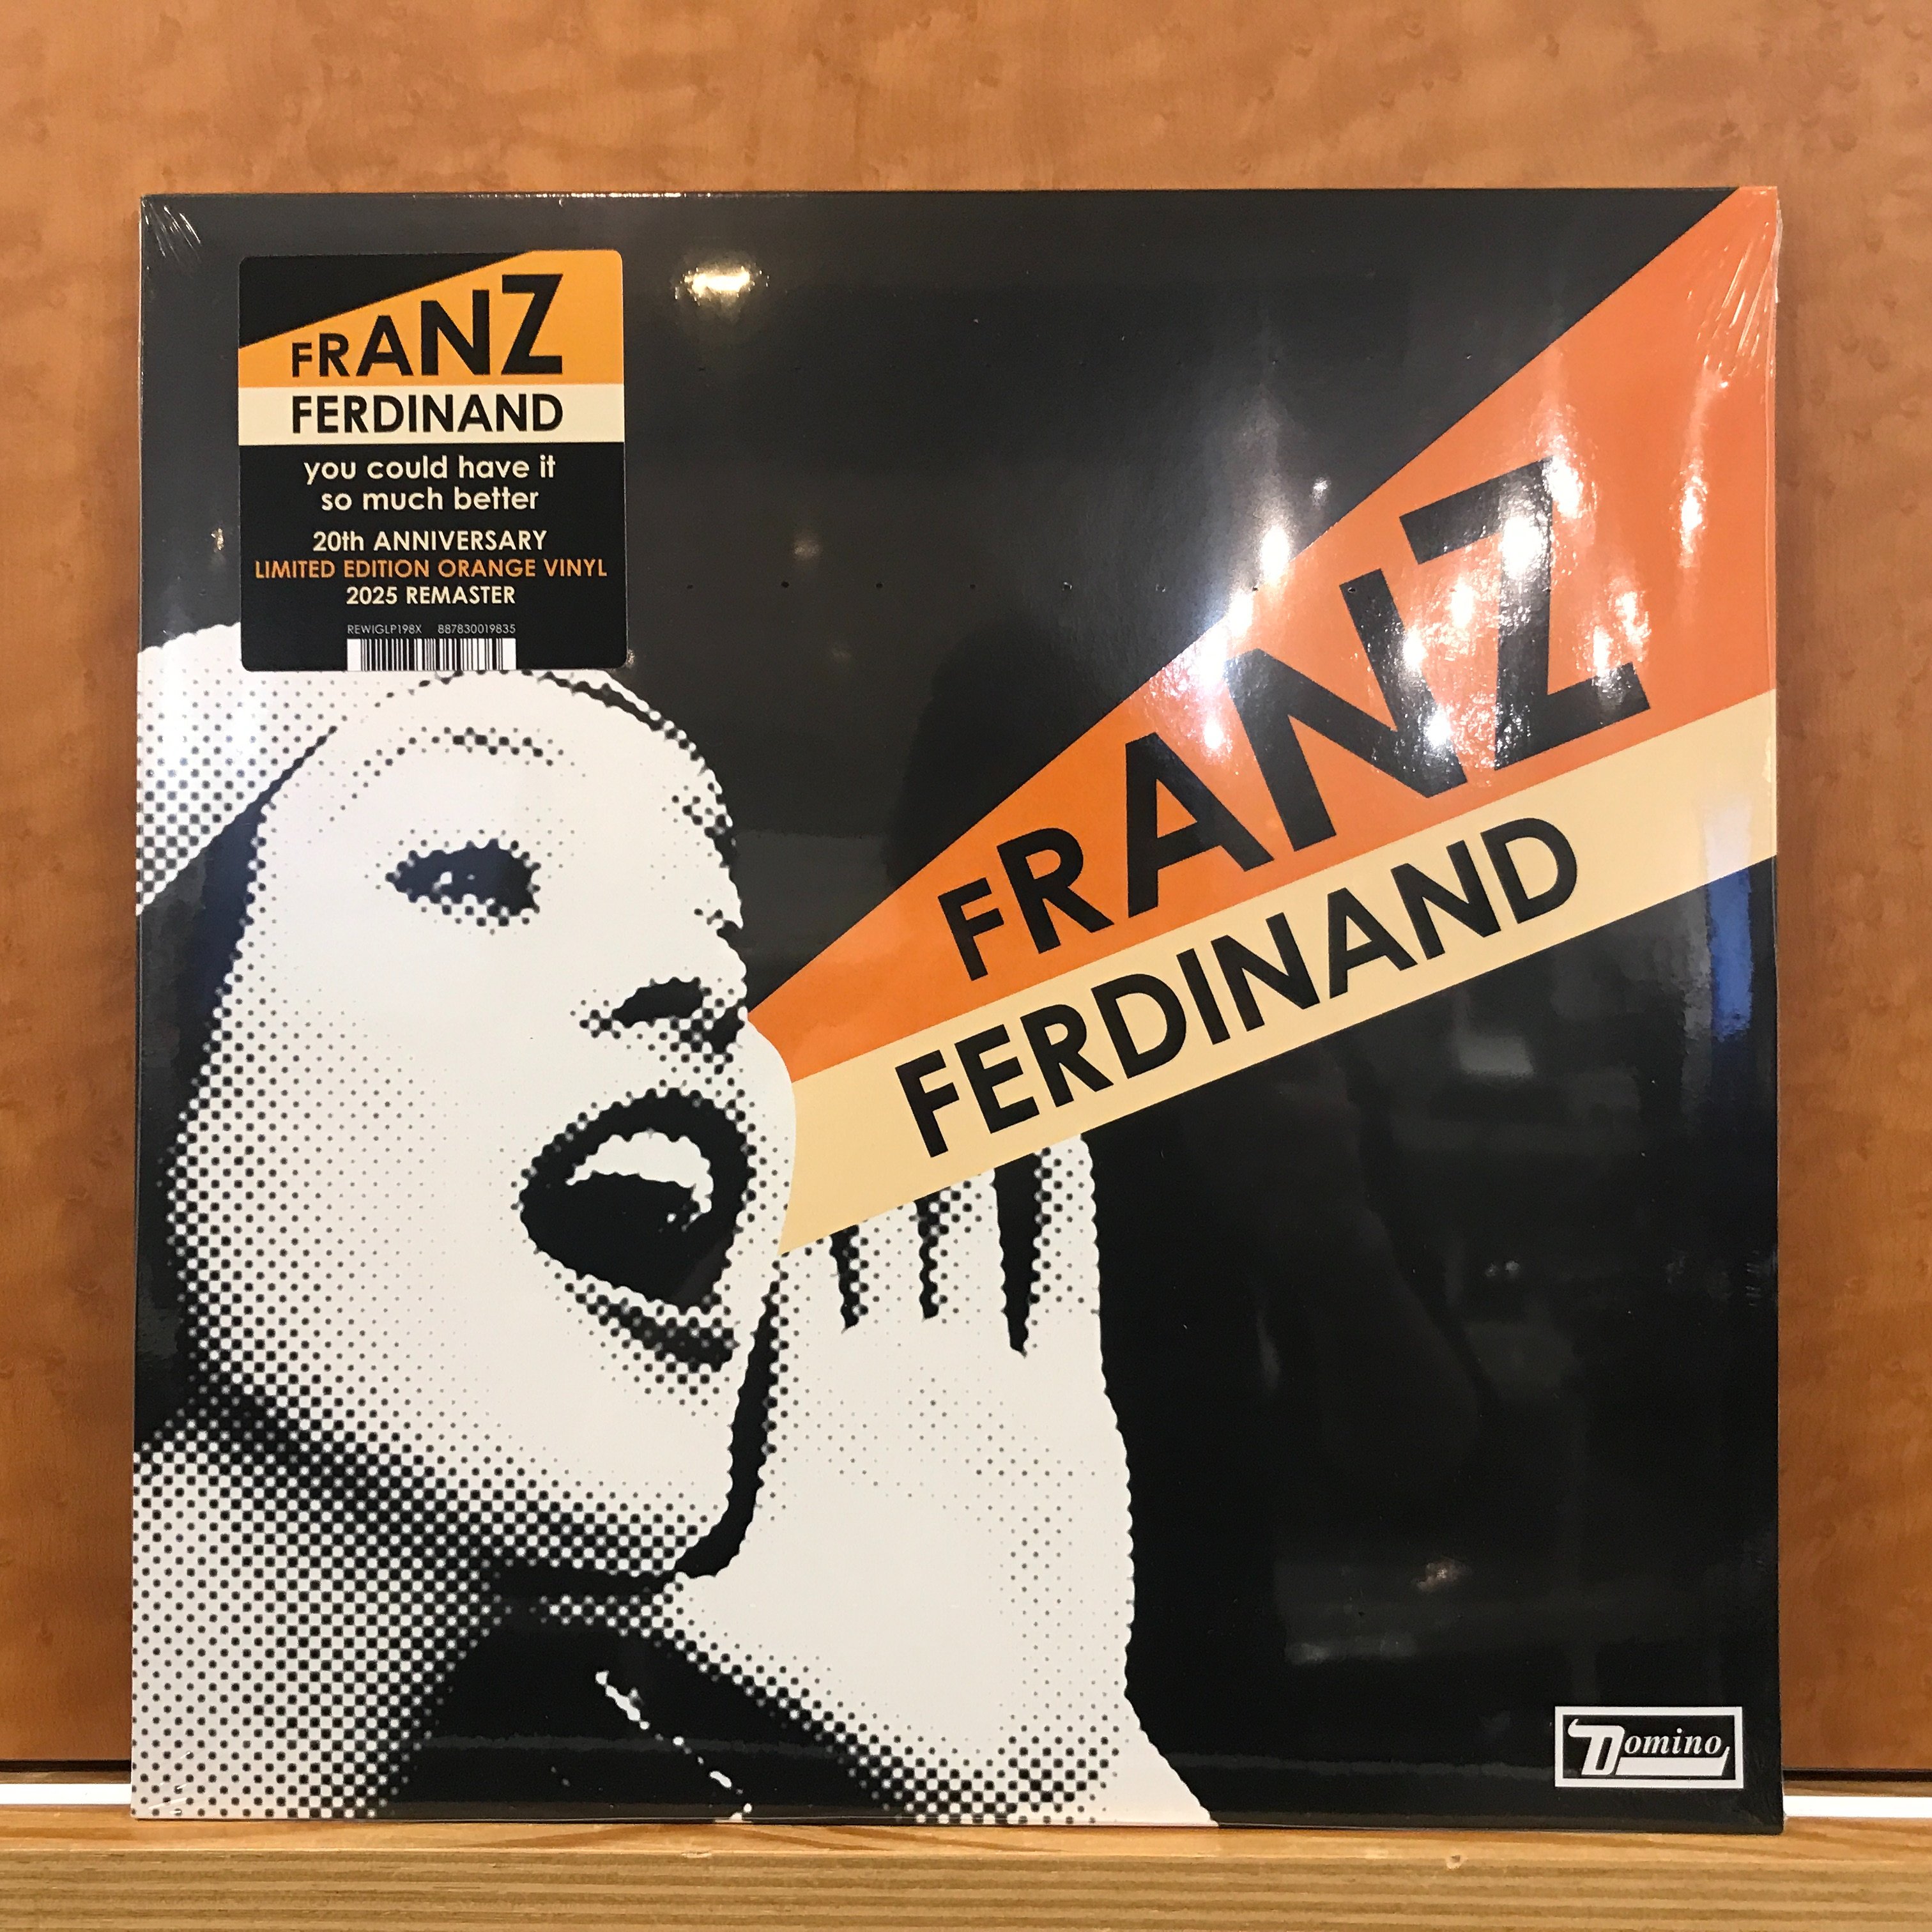 FRANZ
FERDINAND
you could have it
so much better
20th ANNIVERSARY
LIMITED EDITION ORANGE VINYL
2025 REMASTER
REWIGLP198X 887830019835
FRANZ
FERDINAND
Domino